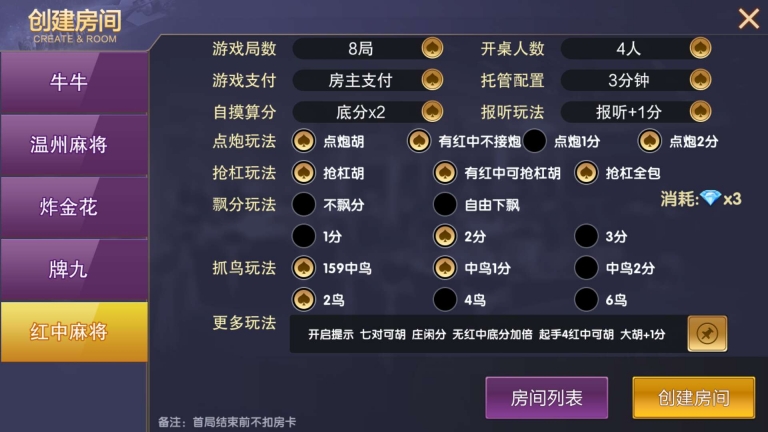 创建房间
CREATE & ROOM
牛牛
温州麻将
炸金花
牌九
红中麻将
游戏局数 8局 开桌人数 4人
游戏支付 房主支付 托管配置 3分钟
自摸算分 底分x2 报听玩法 报听+1分
点炮玩法 点炮胡 有红中不接炮 点炮1分 点炮2分
抢杠玩法 抢杠胡 有红中可抢杠胡 抢杠全包
飘分玩法 不飘分 自由下飘 消耗:x3
1分 2分 3分
抓鸟玩法 159中鸟 中鸟1分 中鸟2分
2鸟 4鸟 6鸟
更多玩法 开启提示 七对可胡 庄闲分 无红中底分加倍 起手4红中可胡 大胡+1分
房间列表 创建房间
备注：首局结束前不扣房卡